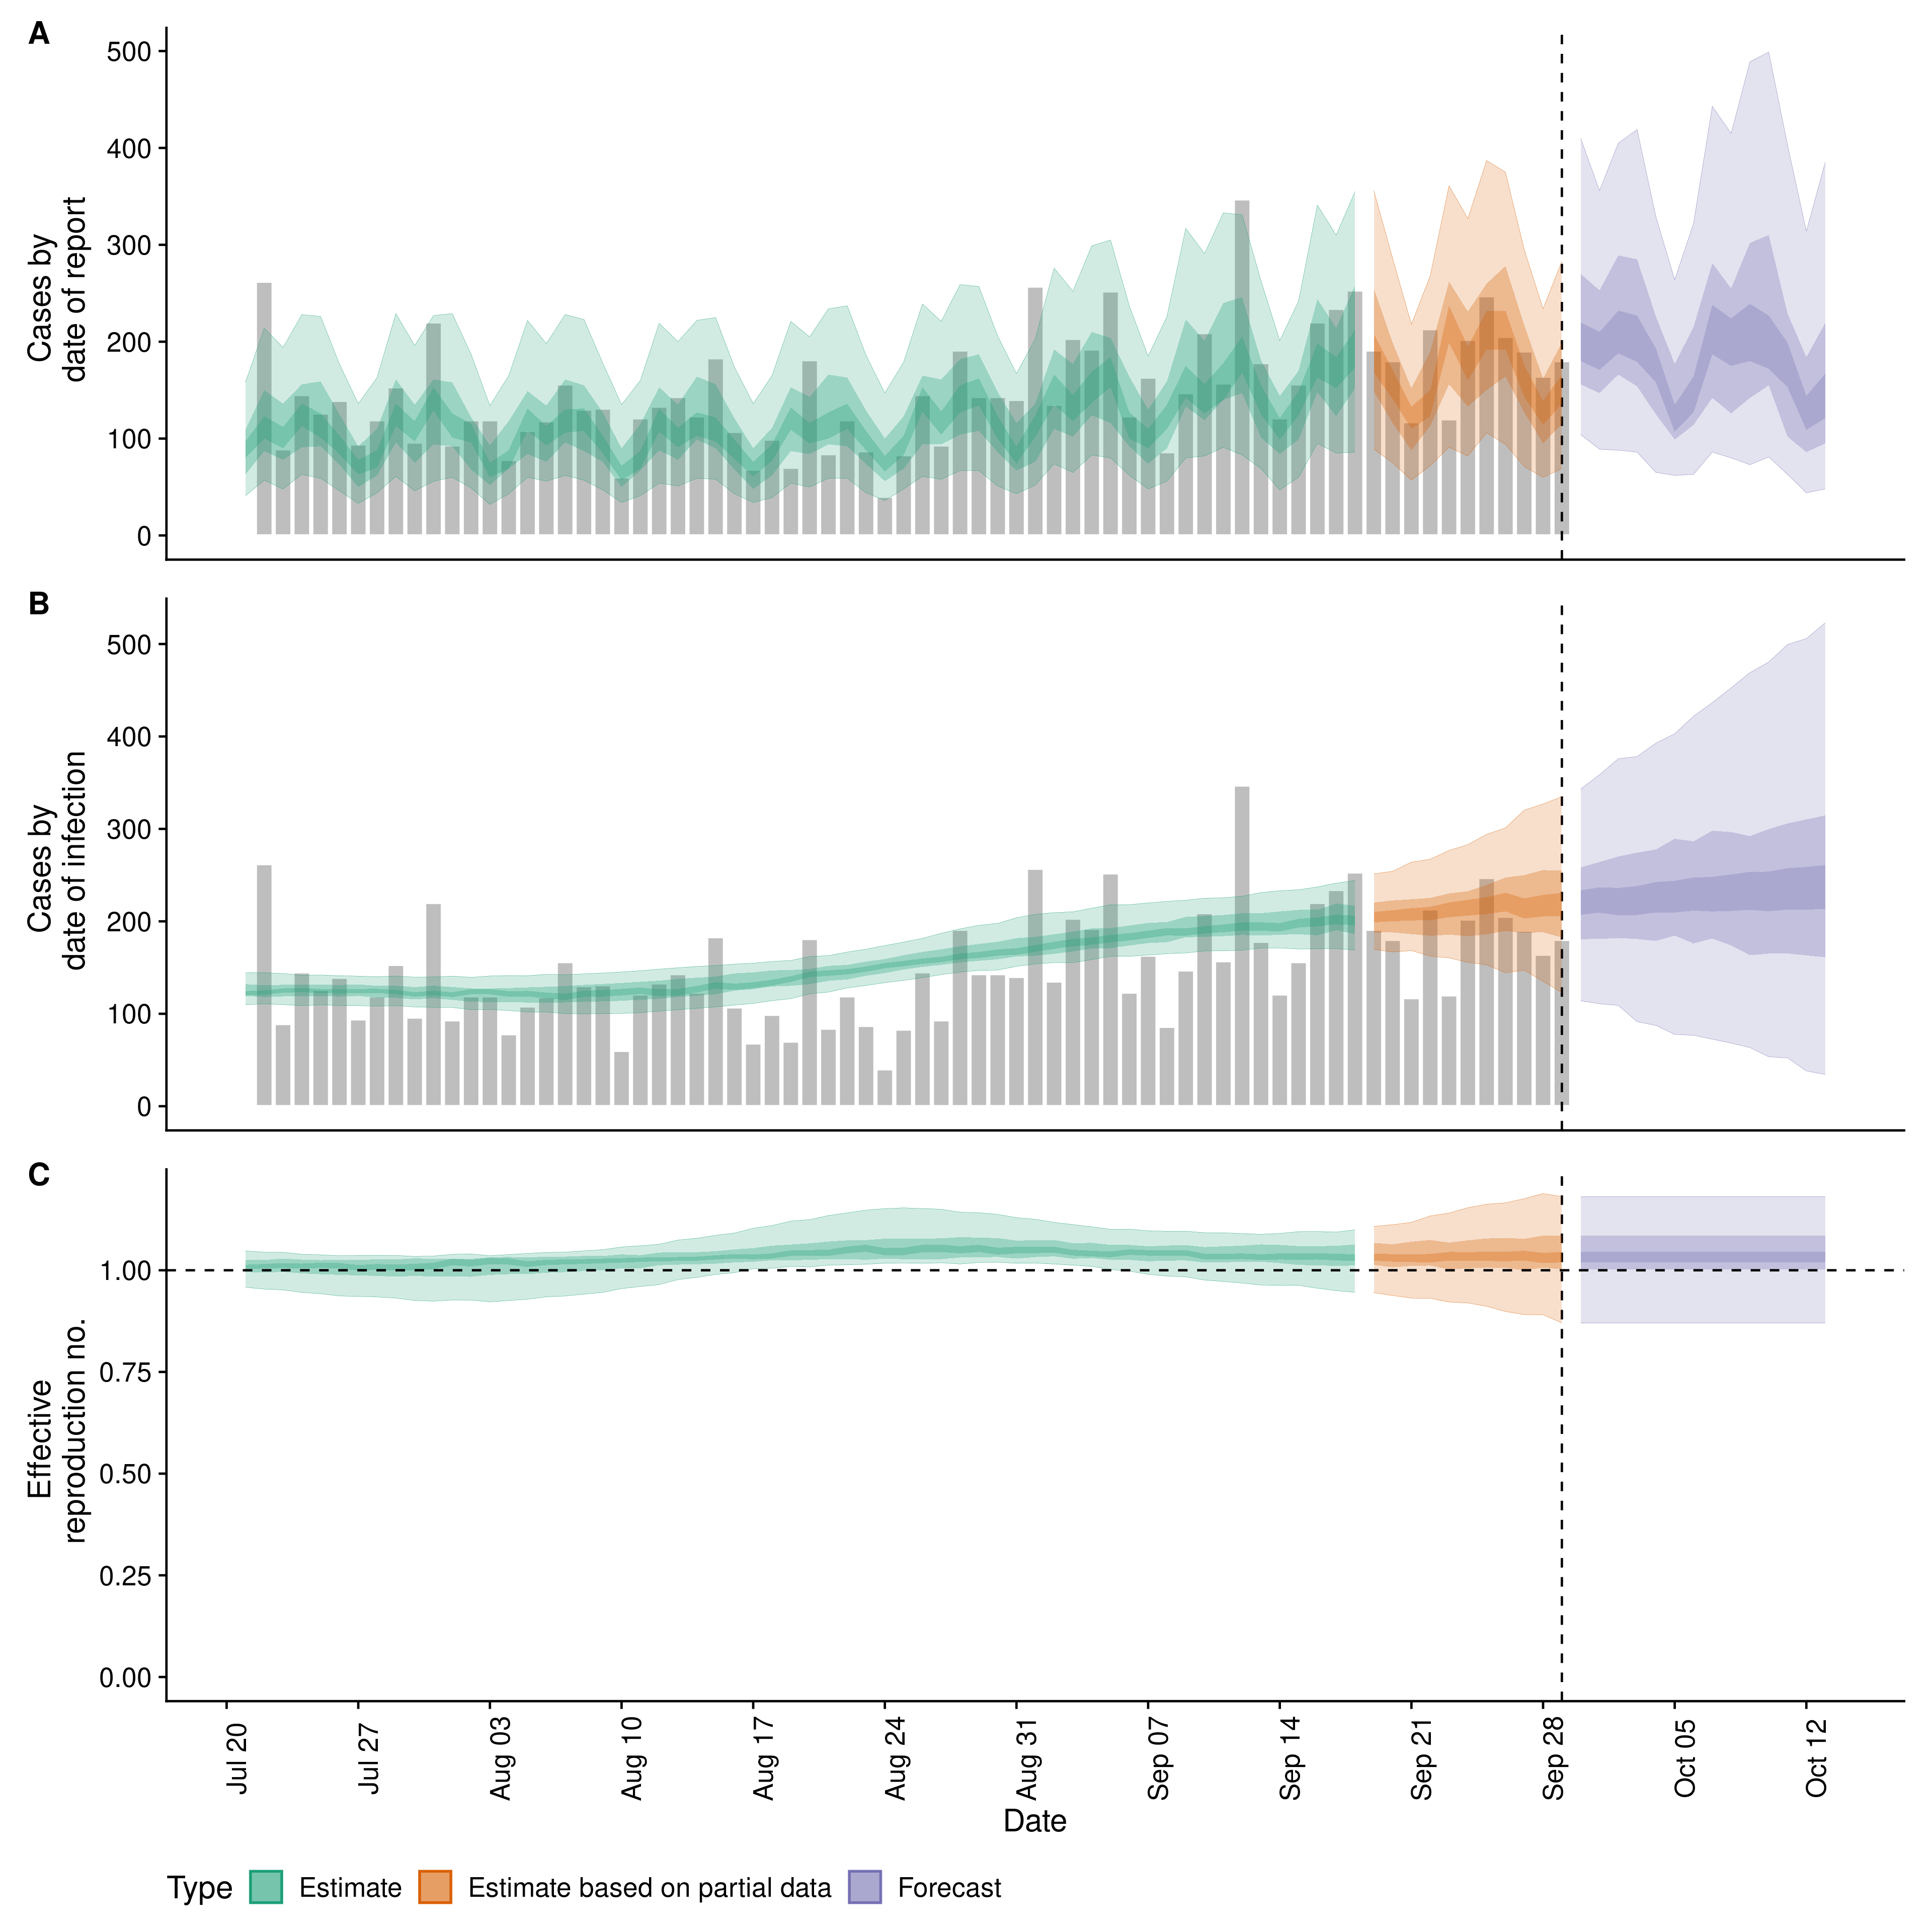 A
500
400
300
200
100
0
Cases by
date of report
B
500
400
300
200
100
0
Cases by
date of infection
C
1.00
0.75
0.50
0.25
0.00
Effective
reproduction no.
Jul 20
Jul 27
Aug 03
Aug 10
Aug 17
Aug 24
Aug 31
Sep 07
Sep 14
Sep 21
Sep 28
Oct 05
Oct 12
Date
Type Estimate Estimate based on partial data Forecast